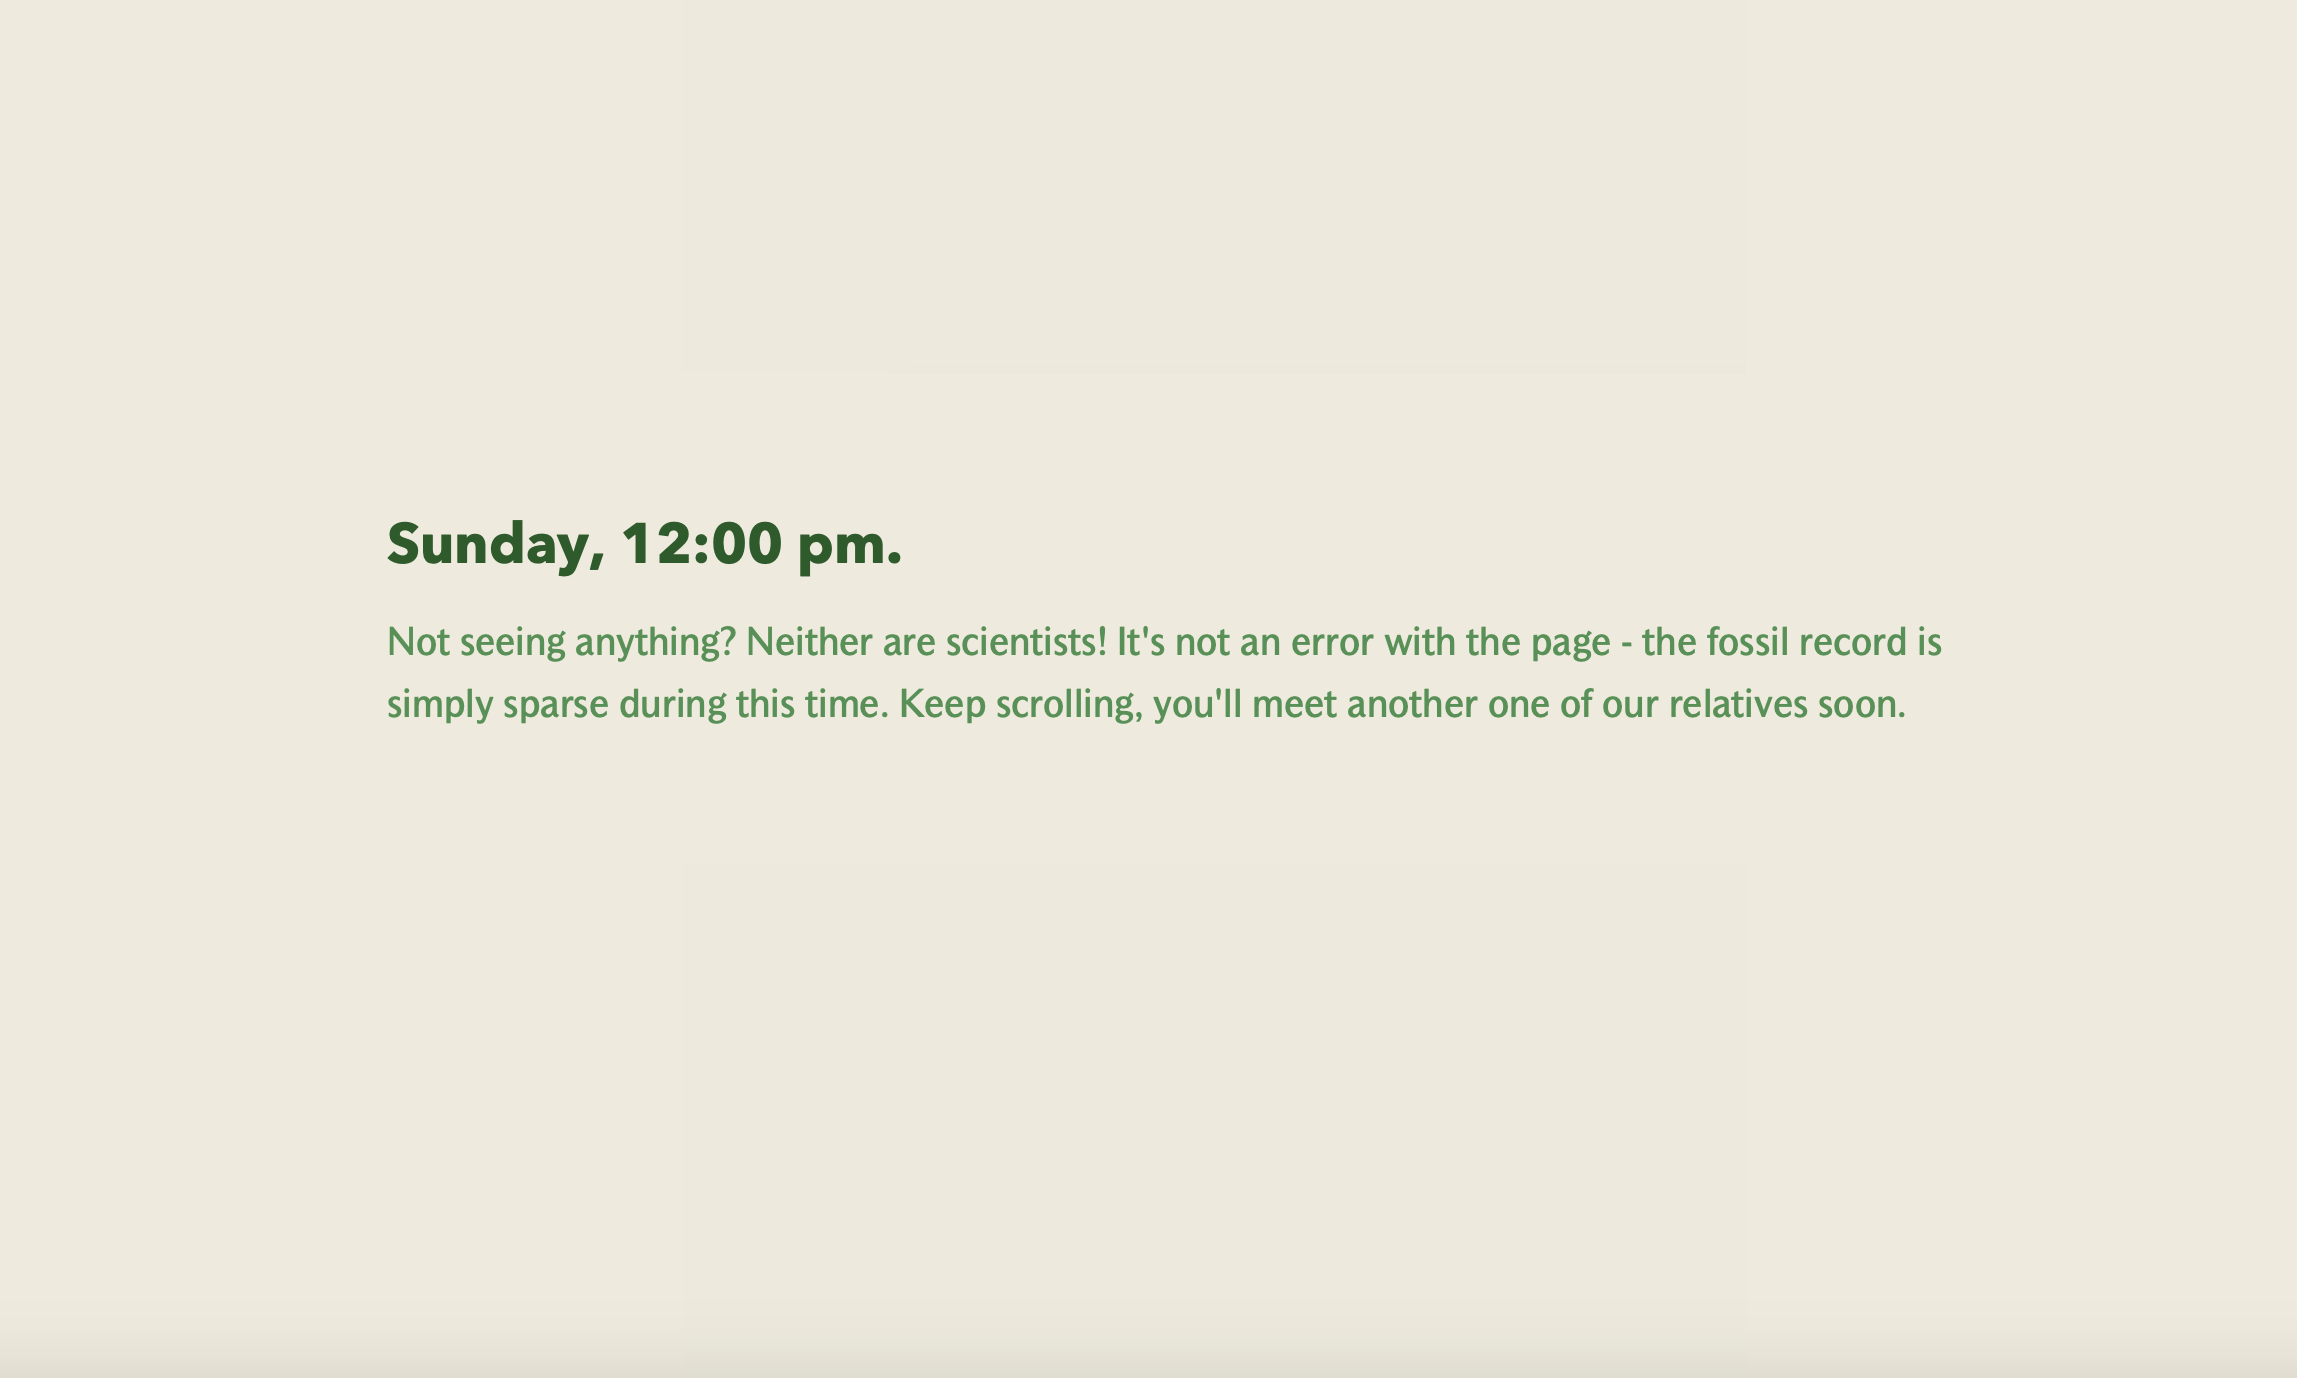 Sunday, 12:00 pm.
Not seeing anything? Neither are scientists! It's not an error with the page - the fossil record is
simply sparse during this time. Keep scrolling, you'll meet another one of our relatives soon.